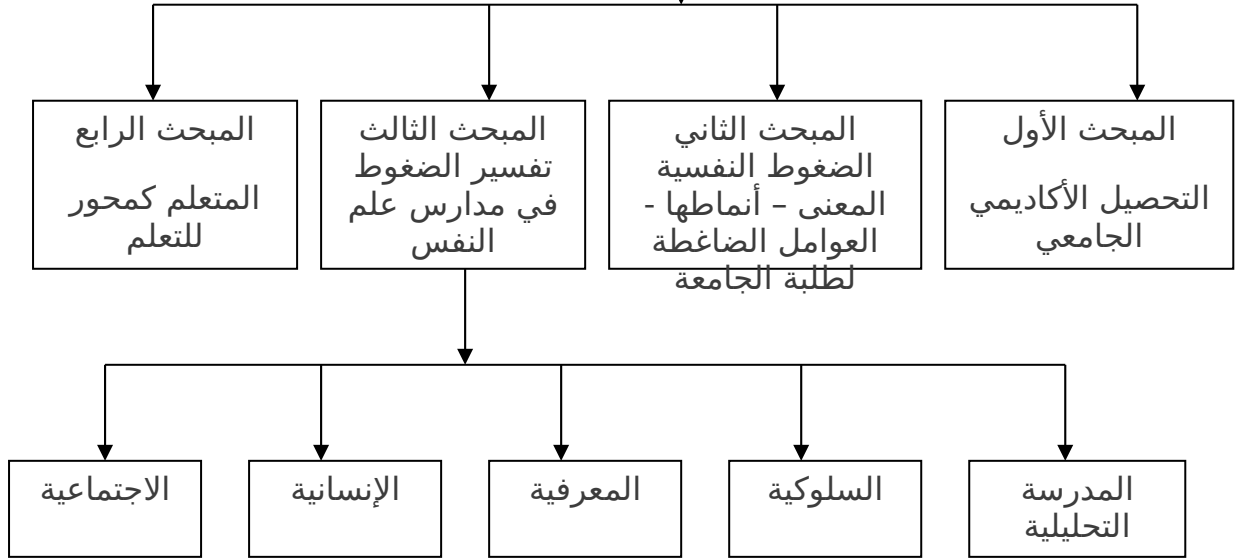 المبحث الأول
التحصيل الأكاديمي
الجامعي
المبحث الثاني
الضغوط النفسية
المعنى – أنماطها -
العوامل الضاغطة
لطلبة الجامعة
المبحث الثالث
تفسير الضغوط
في مدارس علم
النفس
المبحث الرابع
المتعلم كمحور
للتعلم
المدرسة
التحليلية
السلوكية
المعرفية
الإنسانية
الاجتماعية